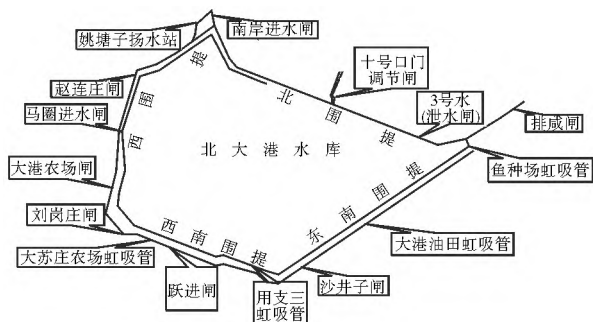 南岸进水闸
姚塘子扬水站
十号口门
调节闸
赵连庄闸
3号水
(泄水闸)
马圈进水闸
排咸闸
西围提
北围提
北大港水库
大港农场闸
鱼种场虹吸管
刘岗庄闸
西南围提
东南围提
大苏庄农场虹吸管
大港油田虹吸管
跃进闸
用支三
虹吸管
沙井子闸